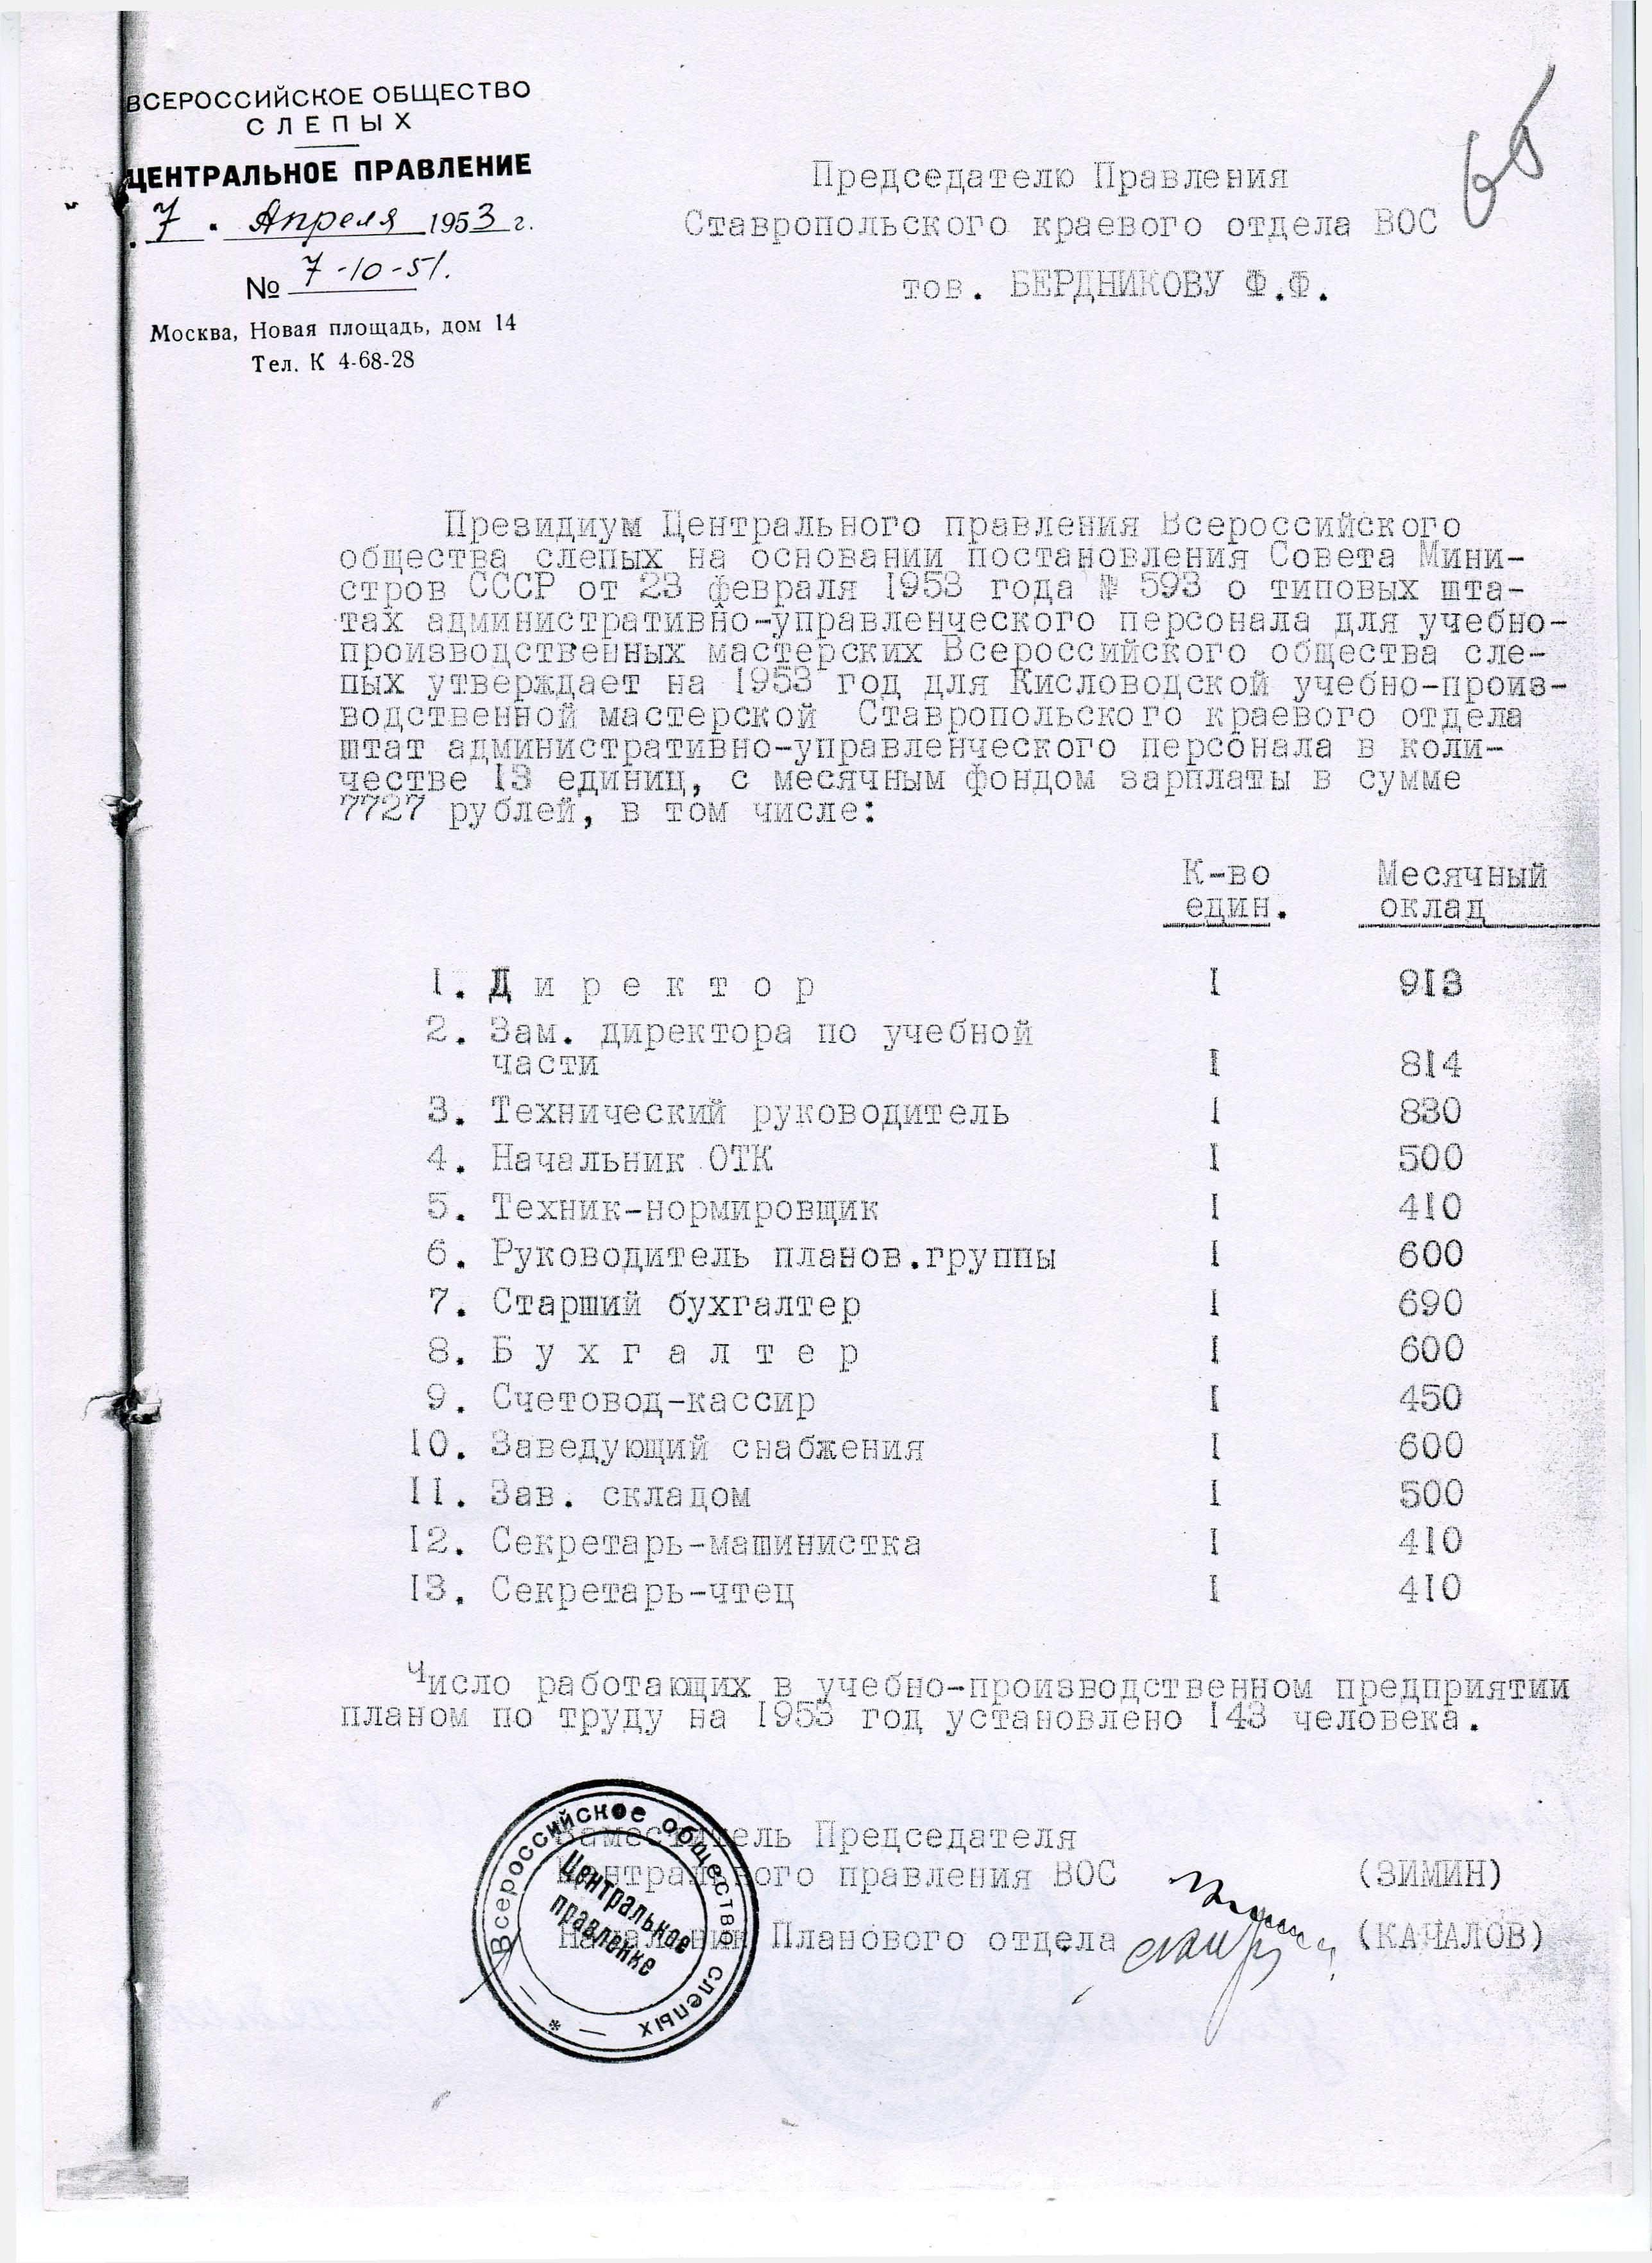 ВСЕРОССИЙСКОЕ ОБЩЕСТВО
СЛЕПЫХ
ЦЕНТРАЛЬНОЕ ПРАВЛЕНИЕ
7 Апреля 1953 г.
№ 7-10-51.
Москва, Новая площадь, дом 14
Тел. К 4-68-28
Председателю Правления
Ставропольского краевого отдела ВОС
тов. БЕРДНИКОВУ Ф.Ф.
Президиум Центрального правления Всероссийского
общества слепых на основании постановления Совета Мини-
стров СССР от 23 февраля 1953 года № 593 о типовых шта-
тах административно-управленческого персонала для учебно-
производственных мастерских Всероссийского общества сле-
пых утверждает на 1953 год для Кисловодской учебно-произ-
водственной мастерской Ставропольского краевого отдела
штат административно-управленческого персонала в коли-
честве 13 единиц, с месячным фондом зарплаты в сумме
7727 рублей, в том числе:
К-во Месячный
един. оклад
1. Директор I 913
2. Зам. директора по учебной
части I 814
3. Технический руководитель I 830
4. Начальник ОТК I 500
5. Техник-нормировщик I 410
6. Руководитель планов.группы I 600
7. Старший бухгалтер I 690
8. Бухгалтер I 600
9. Счетовод-кассир I 450
10. Заведующий снабжения I 600
11. Зав. складом I 500
12. Секретарь-машинистка I 410
13. Секретарь-чтец I 410
Число работающих в учебно-производственном предприятии
планом по труду на 1953 год установлено 143 человека.
Заместитель Председателя
Центрального правления ВОС (ЗИМИН)
Начальник Планового отдела (КАЧАЛОВ)
Всероссийское общество слепых
Центральное
правление